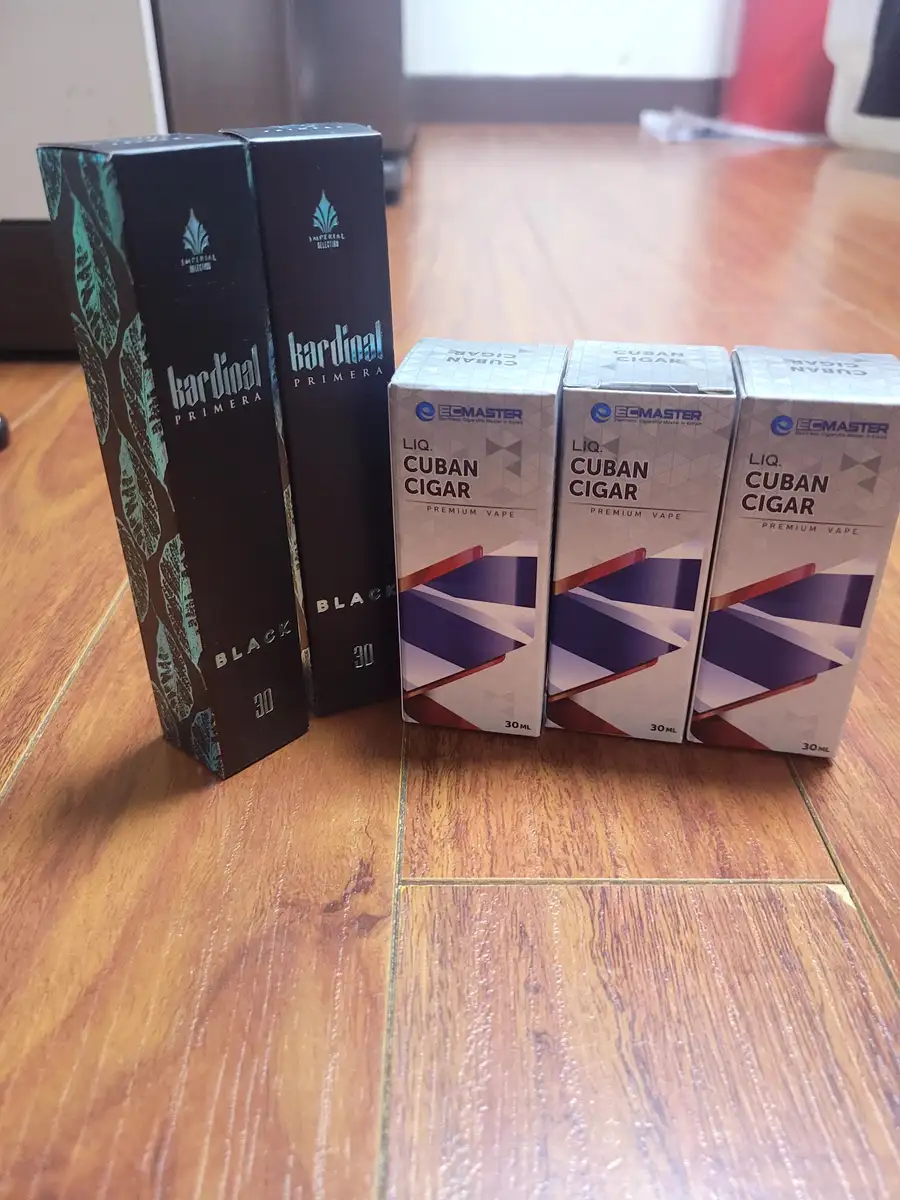 PRIMERA
IMPERIAL
SELECTION
kardinal
PRIMERA
BLACK
30
PRIMERA
IMPERIAL
SELECTION
kardinal
PRIMERA
BLACK
30
CUBAN
CIGAR
ECMASTER
LIQ.
CUBAN
CIGAR
PREMIUM VAPE
30ML
CUBAN
CIGAR
ECMASTER
LIQ.
CUBAN
CIGAR
PREMIUM VAPE
30ML
CUBAN
CIGAR
ECMASTER
LIQ.
CUBAN
CIGAR
PREMIUM VAPE
30ML